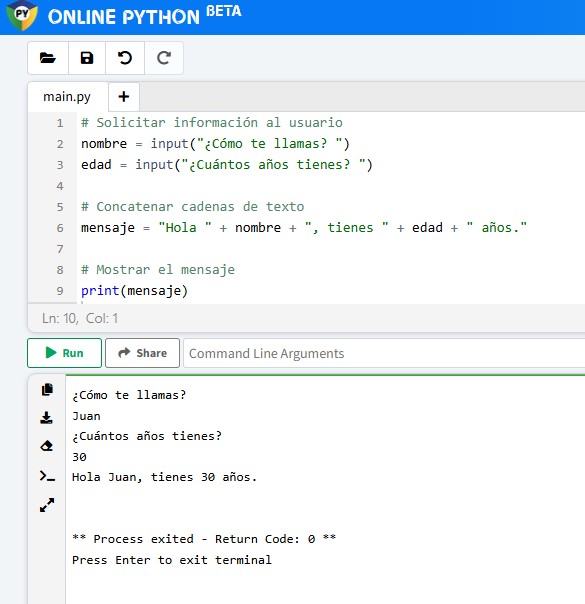 PY
ONLINE PYTHON BETA
main.py
+
1 # Solicitar información al usuario
2 nombre = input("¿Cómo te llamas? ")
3 edad = input("¿Cuántos años tienes? ")
4
5 # Concatenar cadenas de texto
6 mensaje = "Hola " + nombre + ", tienes " + edad + " años."
7
8 # Mostrar el mensaje
9 print(mensaje)
Ln: 10, Col: 1
Run Share Command Line Arguments
¿Cómo te llamas?
Juan
¿Cuántos años tienes?
30
Hola Juan, tienes 30 años.
** Process exited - Return Code: 0 **
Press Enter to exit terminal